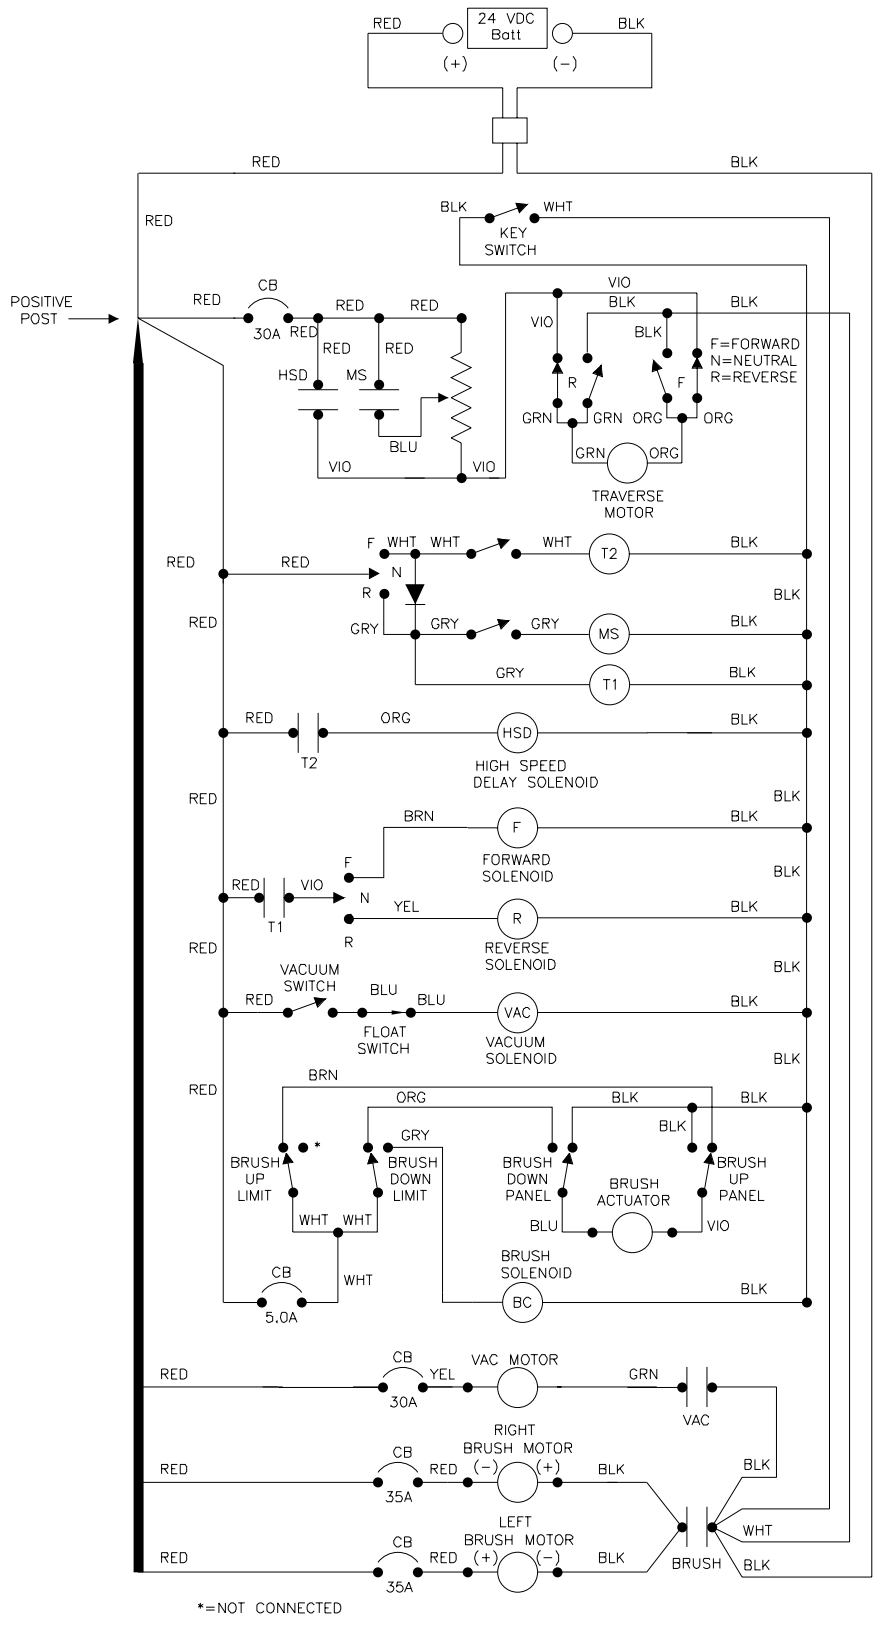 24 VDC
Batt
RED
BLK
(+)
(−)
RED
BLK
RED
BLK
WHT
KEY
SWITCH
POSITIVE
POST
RED
CB
30A
RED
RED
RED
RED
RED
HSD
MS
BLU
VIO
VIO
VIO
VIO
BLK
BLK
BLK
F=FORWARD
N=NEUTRAL
R=REVERSE
R
F
GRN
GRN
ORG
ORG
GRN
ORG
TRAVERSE
MOTOR
RED
RED
F
WHT
WHT
WHT
T2
BLK
N
R
BLK
RED
GRY
GRY
GRY
MS
BLK
GRY
T1
BLK
RED
ORG
HSD
BLK
T2
HIGH SPEED
DELAY SOLENOID
RED
BLK
BRN
F
BLK
FORWARD
SOLENOID
F
BLK
RED
VIO
N
T1
YEL
R
BLK
R
REVERSE
SOLENOID
RED
BLK
VACUUM
SWITCH
RED
BLU
BLU
VAC
BLK
FLOAT
SWITCH
VACUUM
SOLENOID
BLK
RED
BRN
ORG
BLK
BLK
BLK
*
GRY
BRUSH
UP
LIMIT
BRUSH
DOWN
LIMIT
BRUSH
DOWN
PANEL
BRUSH
ACTUATOR
BRUSH
UP
PANEL
WHT
WHT
BLU
VIO
WHT
CB
5.0A
BRUSH
SOLENOID
BC
BLK
RED
CB
30A
YEL
VAC MOTOR
GRN
VAC
RED
CB
35A
RED
RIGHT
BRUSH MOTOR
(−)
(+)
BLK
BLK
RED
CB
35A
RED
LEFT
BRUSH MOTOR
(+)
(−)
BLK
BRUSH
WHT
BLK
*=NOT CONNECTED